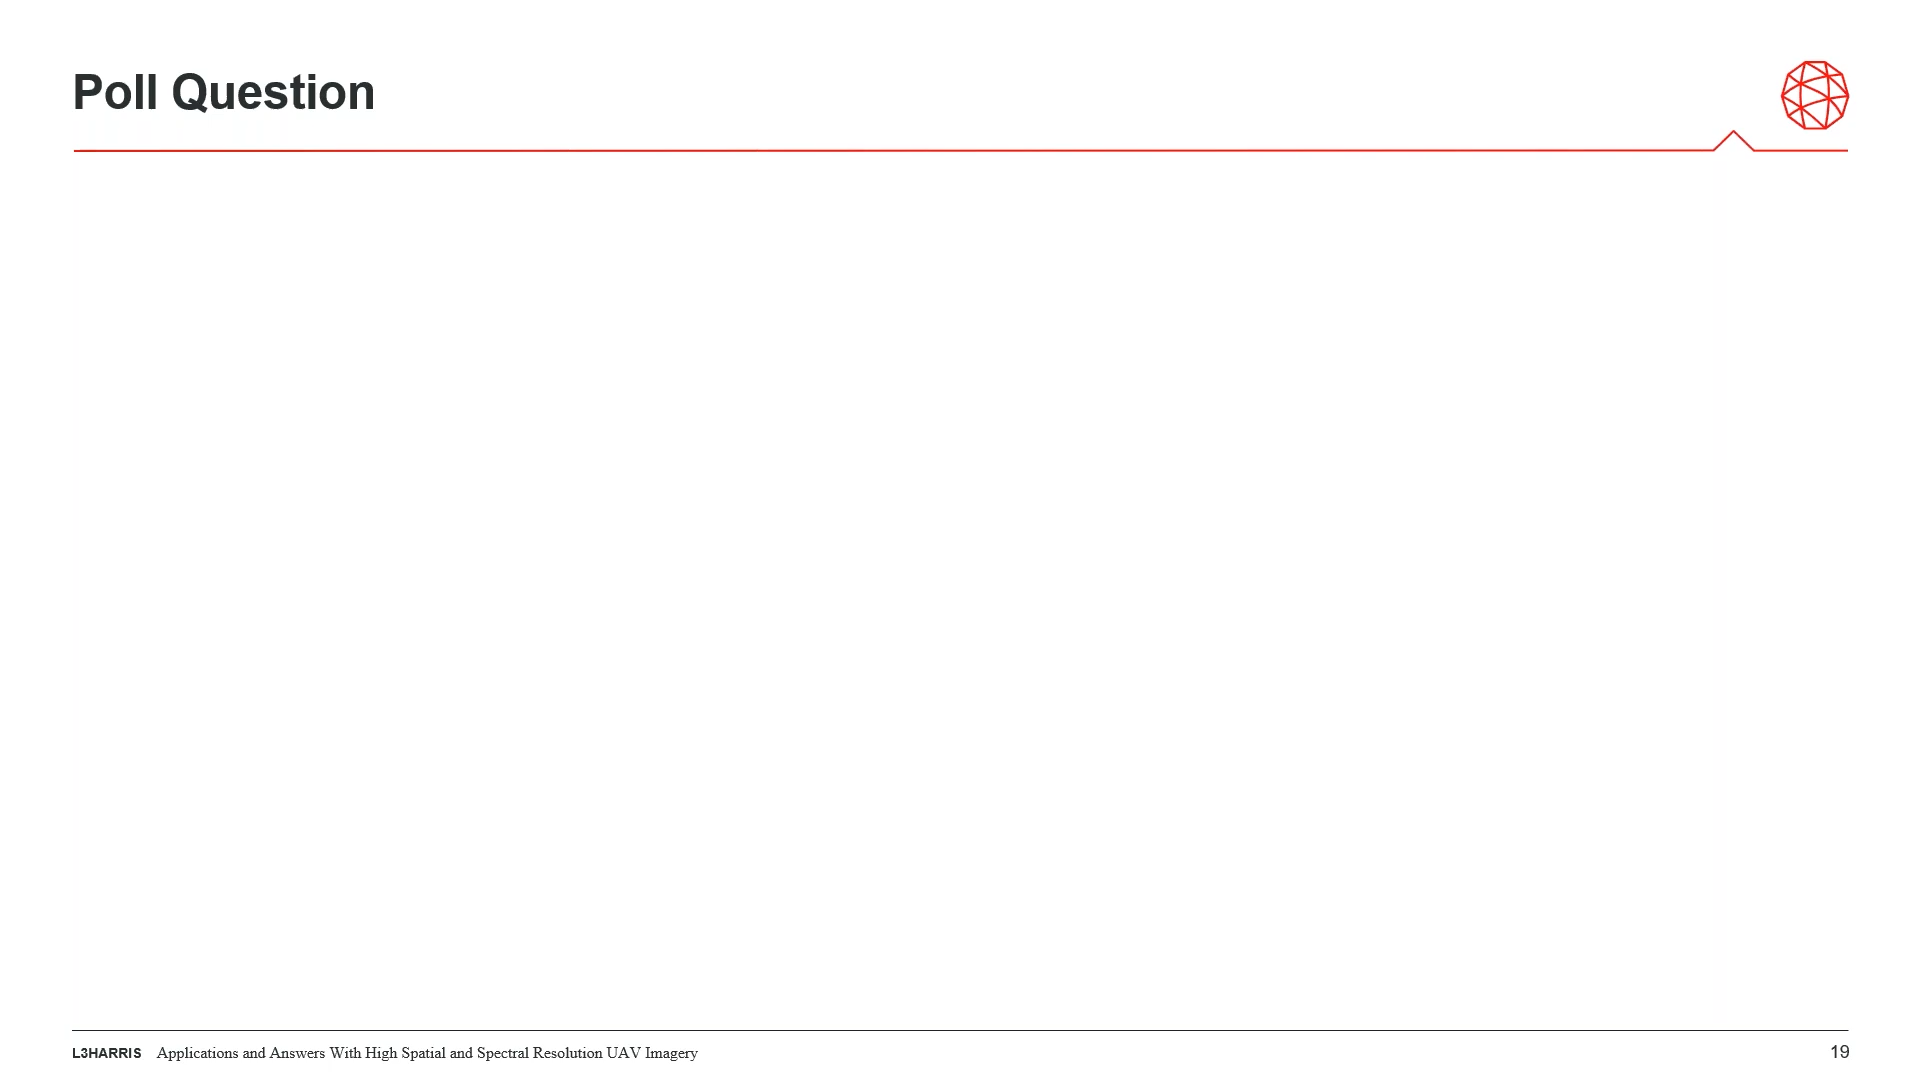 Poll Question
L3HARRIS Applications and Answers With High Spatial and Spectral Resolution UAV Imagery
19